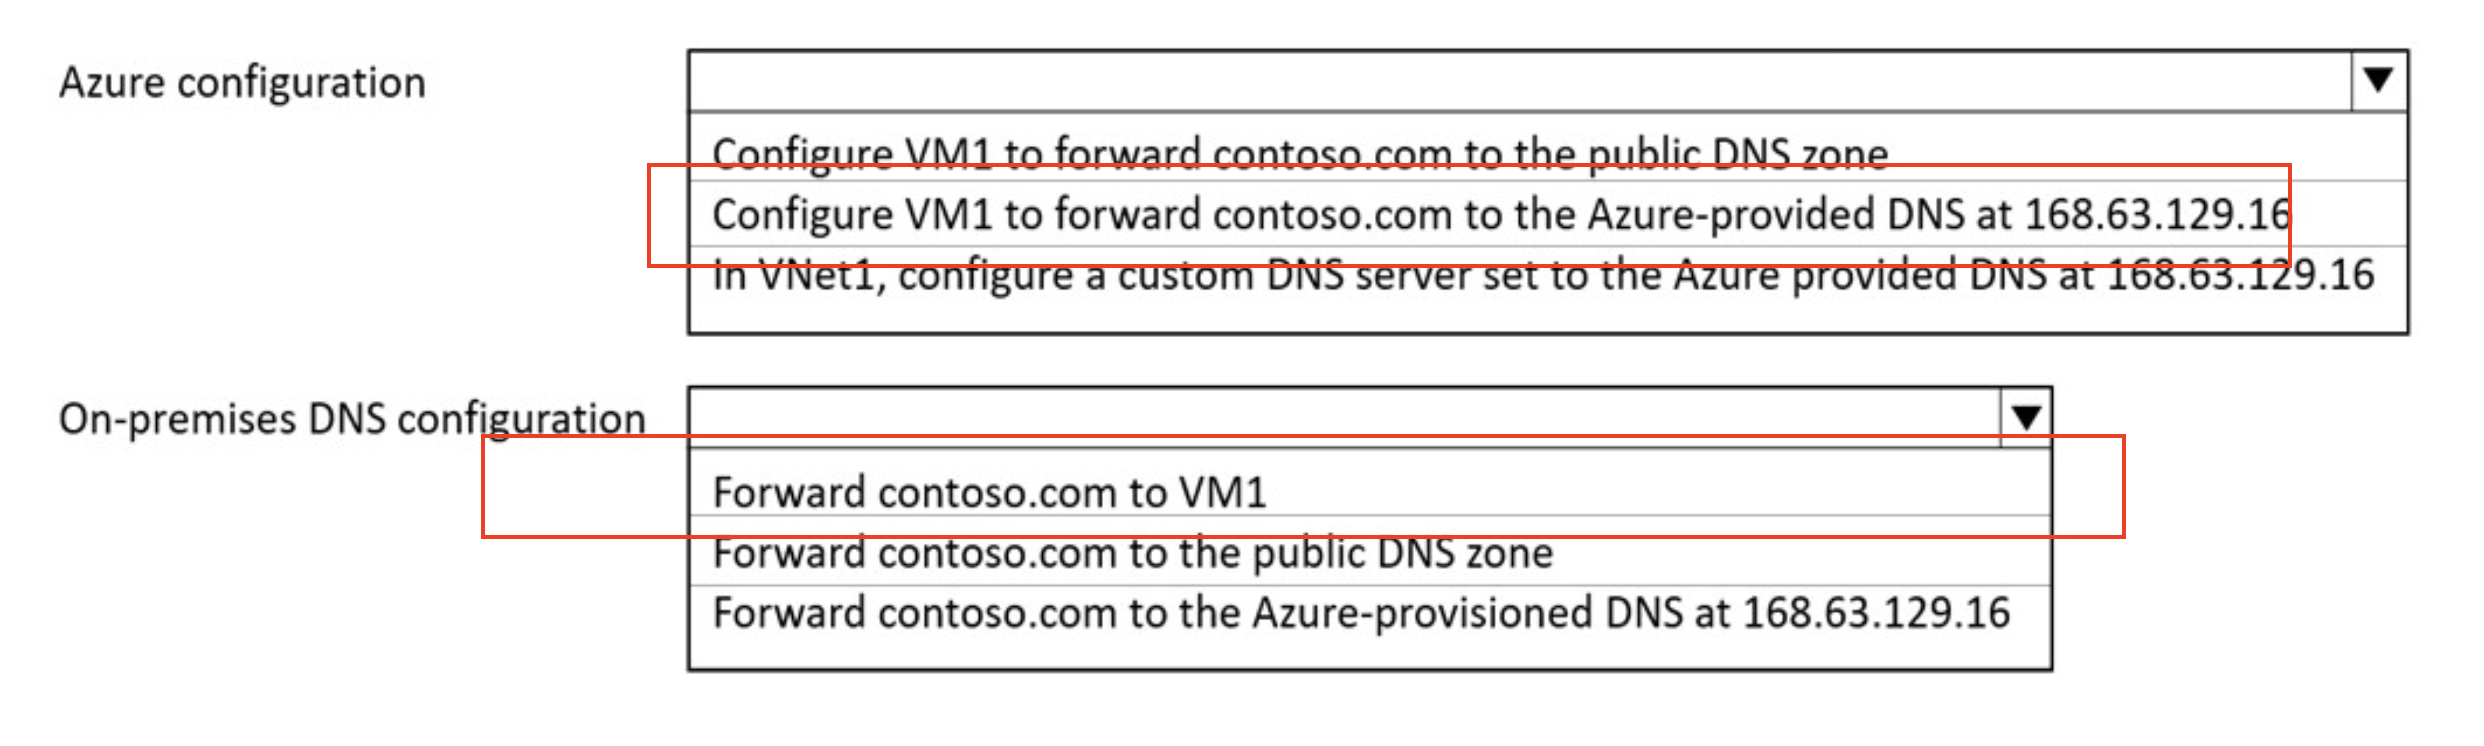 Azure configuration
Configure VM1 to forward contoso.com to the public DNS zone
Configure VM1 to forward contoso.com to the Azure-provided DNS at 168.63.129.16
In VNet1, configure a custom DNS server set to the Azure provided DNS at 168.63.129.16
On-premises DNS configuration
Forward contoso.com to VM1
Forward contoso.com to the public DNS zone
Forward contoso.com to the Azure-provisioned DNS at 168.63.129.16